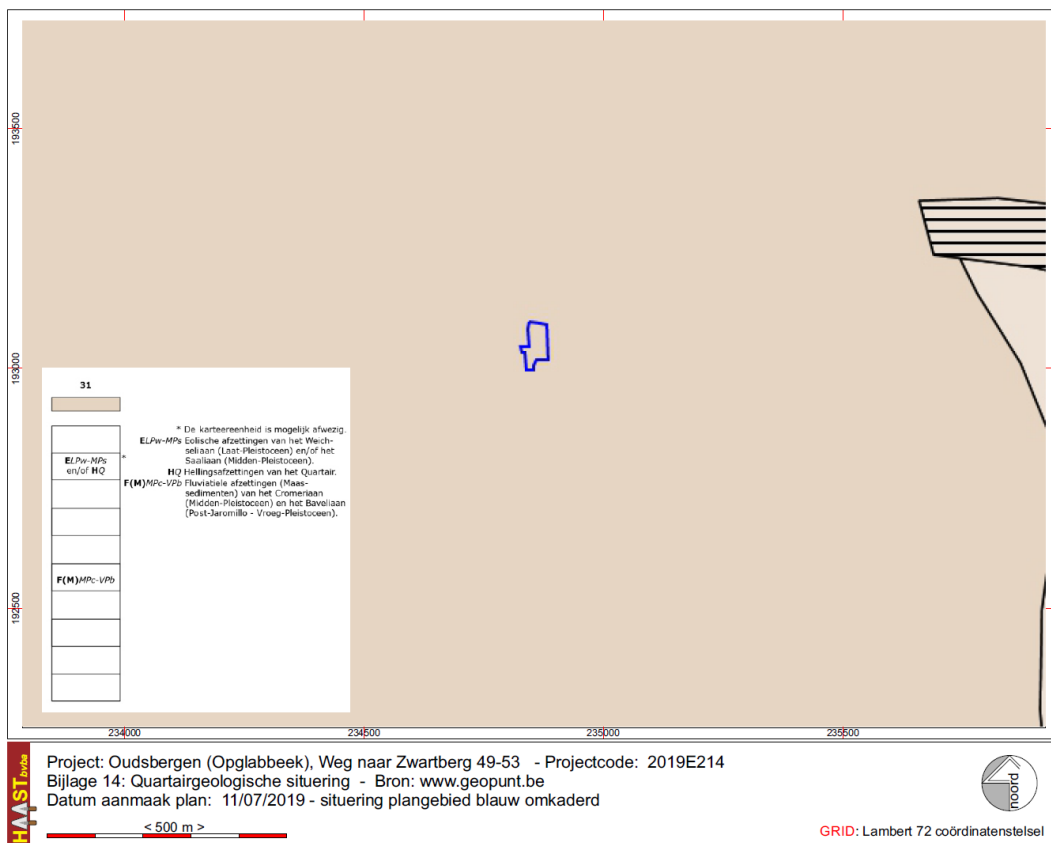 193500
193000
192500
31
ELPw-MPs
en/of HQ
*
F(M)MPc-VPb
* De karteereenheid is mogelijk afwezig.
ELPw-MPs Eolische afzettingen van het Weich-
seliaan (Laat-Pleistoceen) en/of het
Saaliaan (Midden-Pleistoceen).
HQ Hellingsafzettingen van het Quartair.
F(M)MPc-VPb Fluviatiele afzettingen (Maas-
sedimenten) van het Cromeriaan
(Midden-Pleistoceen) en het Baveliaan
(Post-Jaromillo - Vroeg-Pleistoceen).
234000 234500 235000 235500
HAAST bvba
Project: Oudsbergen (Opglabbeek), Weg naar Zwartberg 49-53 - Projectcode: 2019E214
Bijlage 14: Quartairgeologische situering - Bron: www.geopunt.be
Datum aanmaak plan: 11/07/2019 - situering plangebied blauw omkaderd
< 500 m >
noord
GRID: Lambert 72 coördinatenstelsel